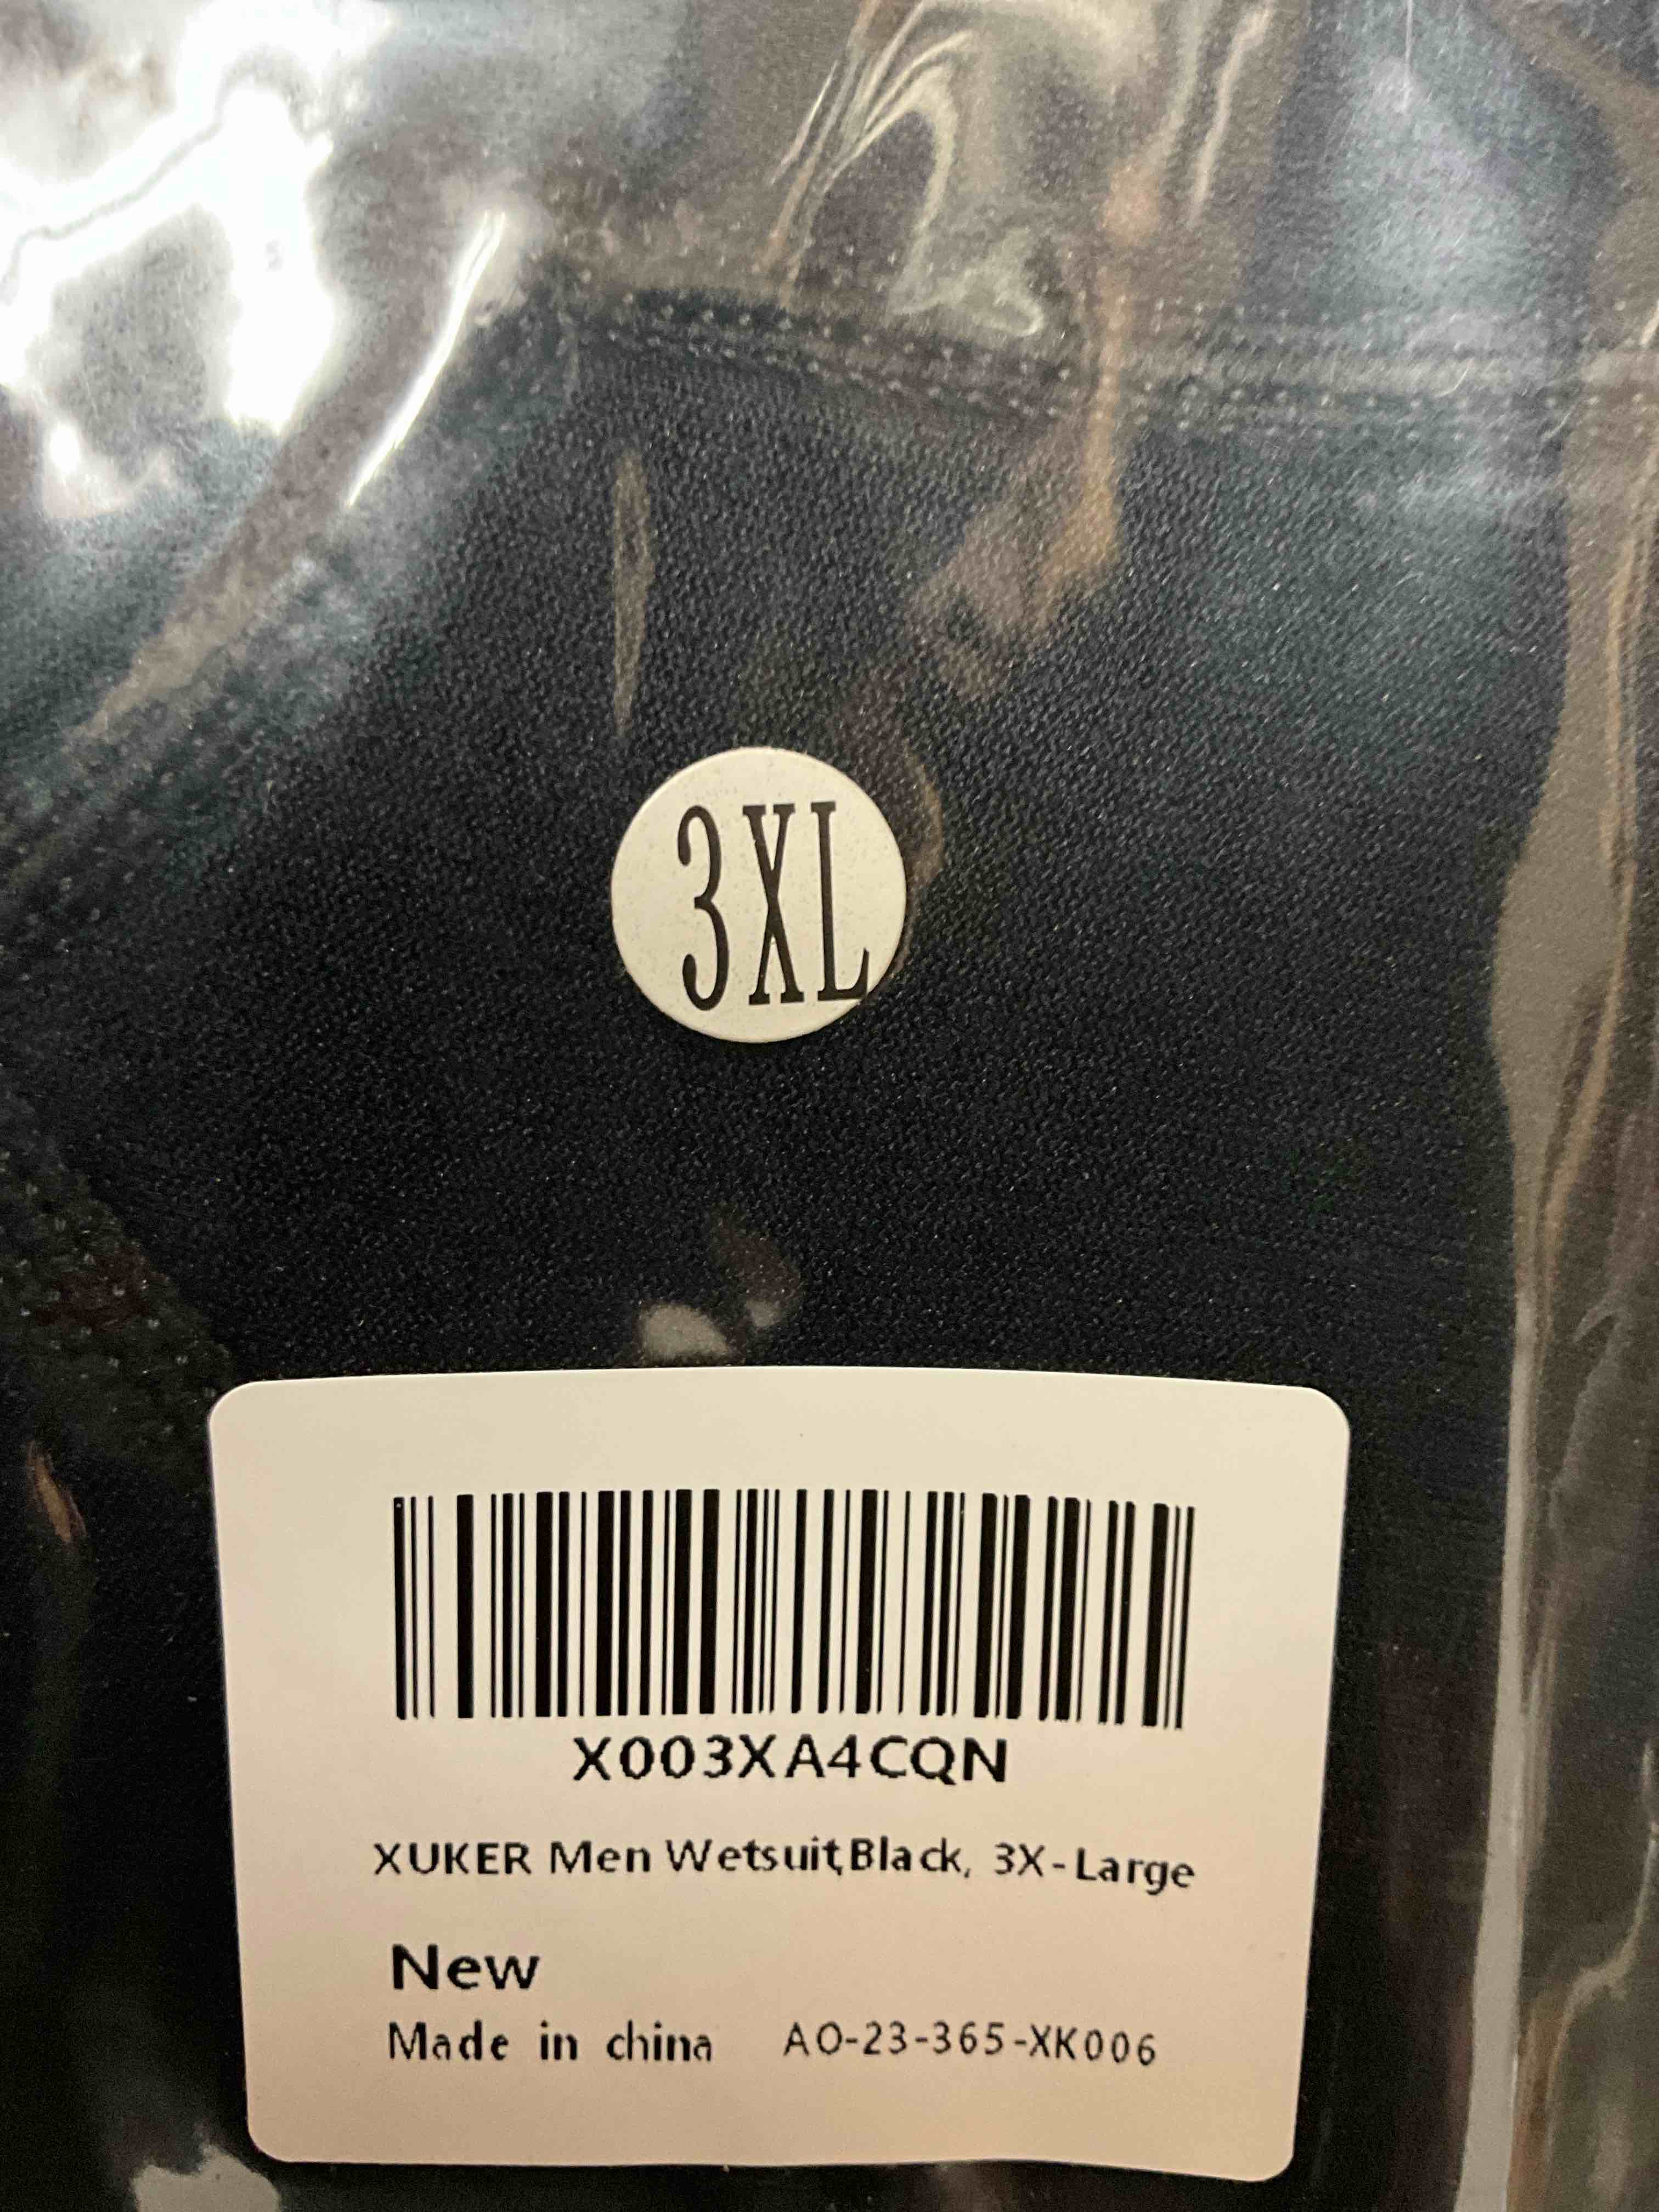 3XL
X003XA4CQN
XUKER Men Wetsuit,Black, 3X-Large
New
Made in china AO-23-365-XK006